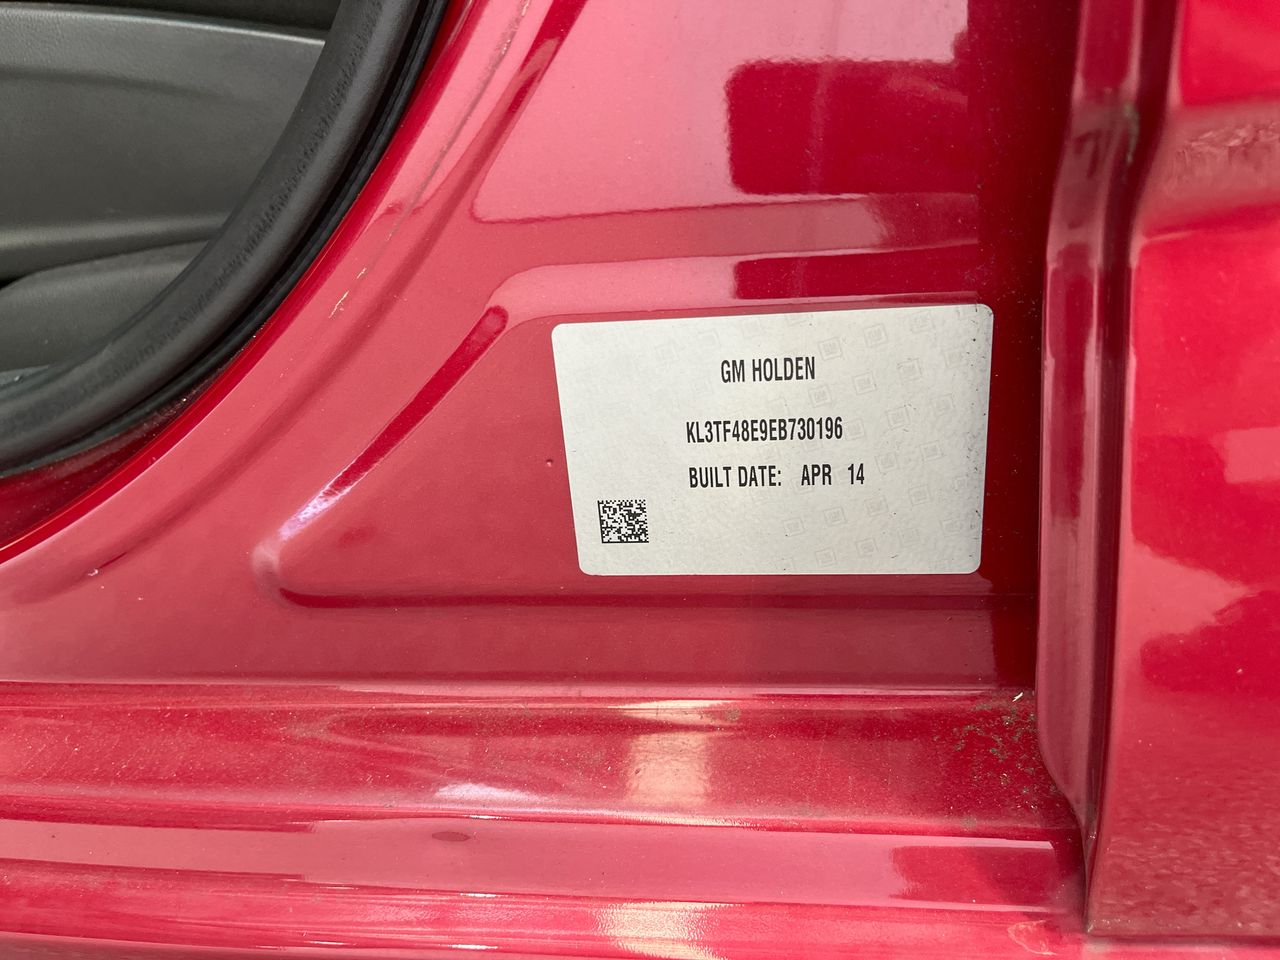 GM HOLDEN
KL3TF48E9EB730196
BUILT DATE: APR 14